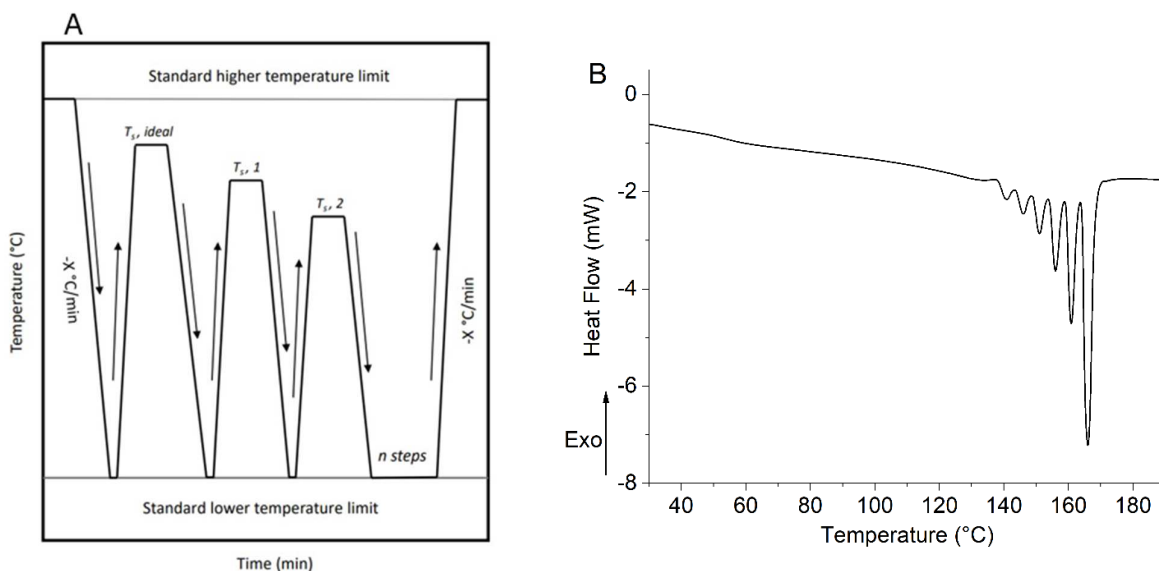 A
Standard higher temperature limit
Ts, ideal
Ts, 1
Ts, 2
-X °C/min
-X °C/min
n steps
Standard lower temperature limit
Temperature (°C)
Time (min)
B
0
-2
-4
-6
-8
Heat Flow (mW)
Exo
40 60 80 100 120 140 160 180
Temperature (°C)